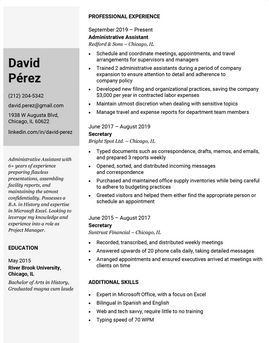 David
Pérez
(212) 204-5342
david.perez@gmail.com
1938 W Augusta Blvd,
Chicago, IL 60622
linkedin.com/in/david-perez
Administrative Assistant with
6+ years of experience
preparing flawless
presentations, assembling
facility reports, and
maintaining the utmost
confidentiality. Possess a
B.A. in History and expertise
in Microsoft Excel. Looking to
leverage my knowledge and
experience into a role as
Project Manager.
EDUCATION
May 2015
River Brook University,
Chicago, IL
Bachelor of Arts in History,
Graduated magna cum laude
PROFESSIONAL EXPERIENCE
September 2019 – Present
Administrative Assistant
Redford & Sons – Chicago, IL
• Schedule and coordinate meetings, appointments, and travel
arrangements for supervisors and managers
• Trained 2 administrative assistants during a period of company
expansion to ensure attention to detail and adherence to
company policy
• Developed new filing and organizational practices, saving the company
$3,000 per year in contracted labor expenses
• Maintain utmost discretion when dealing with sensitive topics
• Manage travel and expense reports for department team members
June 2017 – August 2019
Secretary
Bright Spot Ltd. – Chicago, IL
• Typed documents such as correspondence, drafts, memos, and emails,
and prepared 3 reports weekly
• Opened, sorted, and distributed incoming messages
and correspondence
• Purchased and maintained office supply inventories while being careful
to adhere to budgeting practices
• Greeted visitors and helped them either find the appropriate person or
schedule an appointment
June 2015 – August 2017
Secretary
Suntrust Financial – Chicago, IL
• Recorded, transcribed, and distributed weekly meetings
• Answered upwards of 20 phone calls daily, taking detailed messages
• Arranged appointments and ensured executives arrived at meetings with
clients on time
ADDITIONAL SKILLS
• Expert in Microsoft Office, with a focus on Excel
• Bilingual in Spanish and English
• Web and tech savvy, require little to no training
• Typing speed of 70 WPM